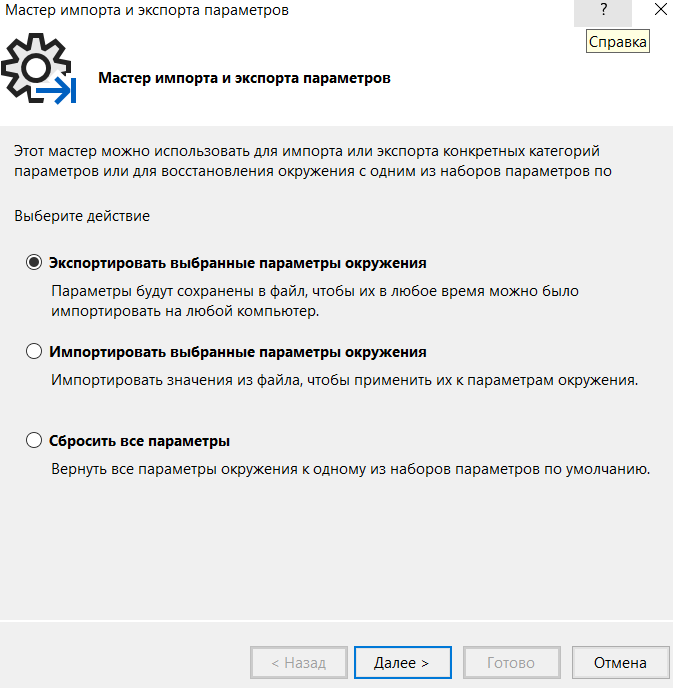 Мастер импорта и экспорта параметров
?
Справка
Мастер импорта и экспорта параметров
Этот мастер можно использовать для импорта или экспорта конкретных категорий
параметров или для восстановления окружения с одним из наборов параметров по
Выберите действие
Экспортировать выбранные параметры окружения
Параметры будут сохранены в файл, чтобы их в любое время можно было
импортировать на любой компьютер.
Импортировать выбранные параметры окружения
Импортировать значения из файла, чтобы применить их к параметрам окружения.
Сбросить все параметры
Вернуть все параметры окружения к одному из наборов параметров по умолчанию.
< Назад
Далее >
Готово
Отмена